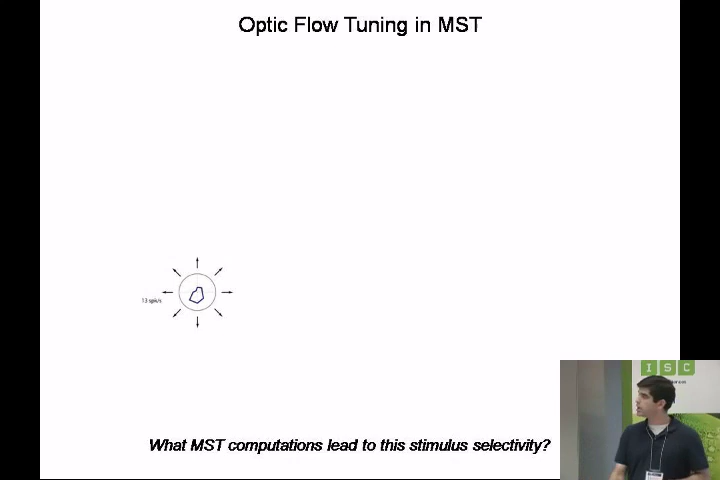 Optic Flow Tuning in MST
13 spk/s
What MST computations lead to this stimulus selectivity?
I S C